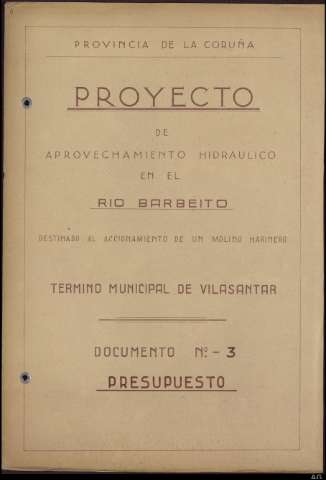 PROVINCIA DE LA CORUÑA
PROYECTO
DE
APROVECHAMIENTO HIDRAULICO
EN EL
RIO BARBEITO
DESTINADO AL ACCIONAMIENTO DE UN MOLINO HARINERO
TERMINO MUNICIPAL DE VILASANTAR
DOCUMENTO Nº - 3
PRESUPUESTO